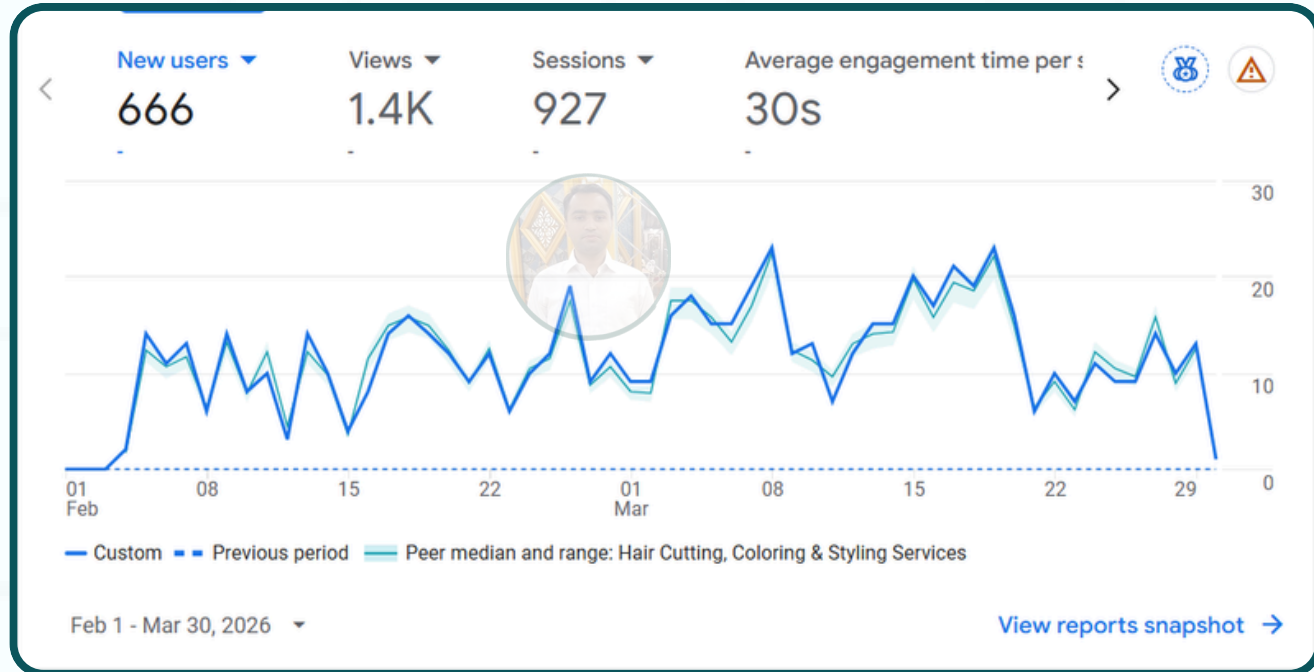 New users Views Sessions Average engagement time per s
666 1.4K 927 30s
- - - -
30
20
10
0
01 08 15 22 01 08 15 22 29
Feb Mar
Custom Previous period Peer median and range: Hair Cutting, Coloring & Styling Services
Feb 1 - Mar 30, 2026 View reports snapshot